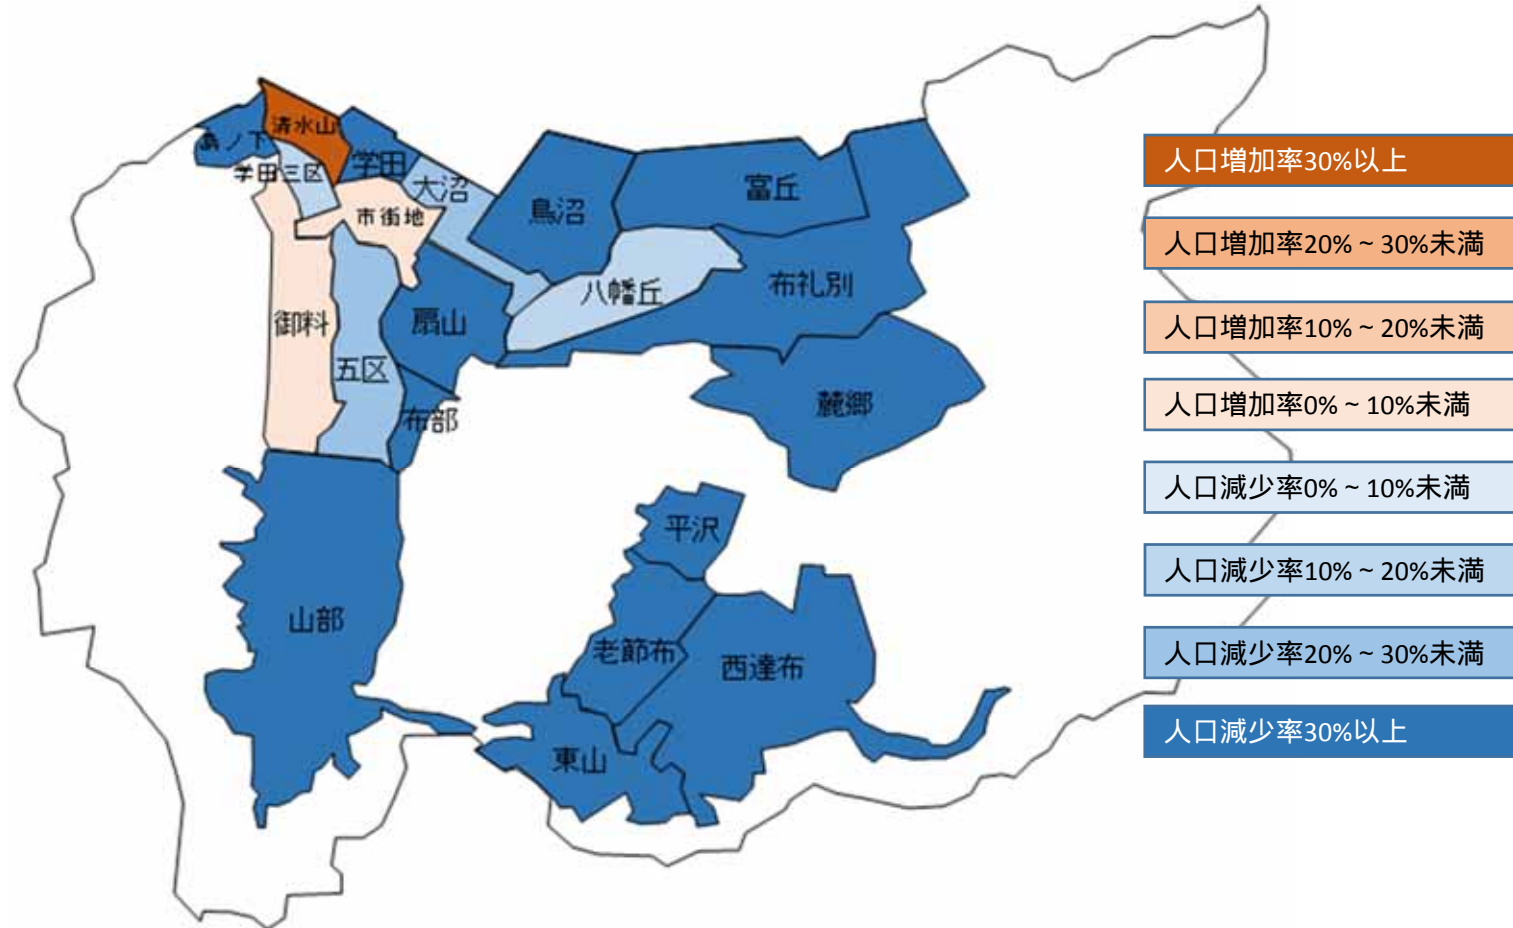 清水山
島ノ下
学田三区
学田
大沼
市街地
鳥沼
富丘
八幡丘
布礼別
御料
扇山
五区
布部
麓郷
平沢
山部
老節布
西達布
東山
人口増加率30%以上
人口増加率20%~30%未満
人口増加率10%~20%未満
人口増加率0%~10%未満
人口減少率0%~10%未満
人口減少率10%~20%未満
人口減少率20%~30%未満
人口減少率30%以上